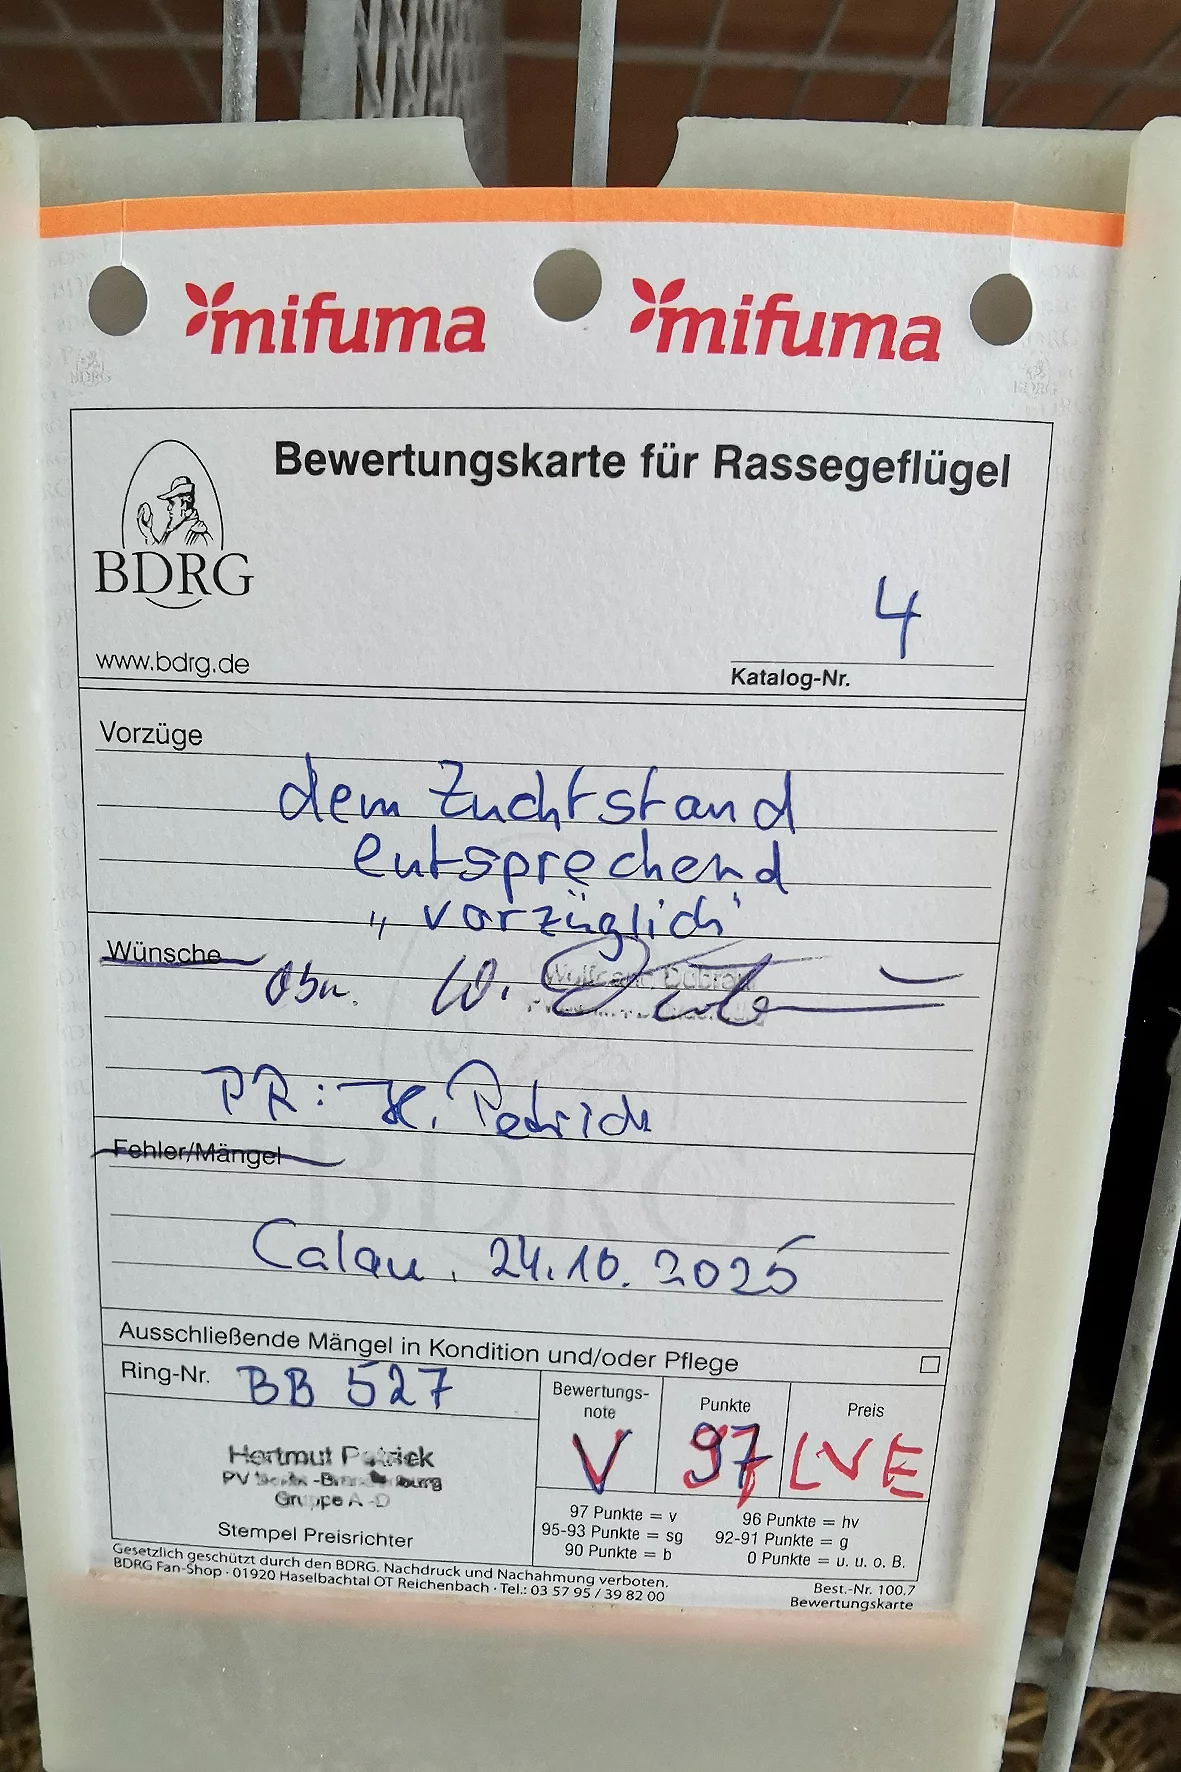 mifuma mifuma
Bewertungskarte für Rassegeflügel
BDRG
www.bdrg.de
4
Katalog-Nr.
Vorzüge
dem Zuchtstand
entsprechend
„vorzüglich"
Wünsche
Obm. W.
PR: H. Petrick
Fehler/Mängel
Calau, 24.10.2025
Ausschließende Mängel in Kondition und/oder Pflege
Ring-Nr. BB 527
Bewertungs-
note
V
Punkte
97
Preis
LVE
Hartmut Petrick
Gruppe A-D
Stempel Preisrichter
97 Punkte = v 96 Punkte = hv
95-93 Punkte = sg 92-91 Punkte = g
90 Punkte = b 0 Punkte = u. u. o. B.
Gesetzlich geschützt durch den BDRG. Nachdruck und Nachahmung verboten.
BDRG Fan-Shop · 01920 Haselbachtal OT Reichenbach · Tel.: 03 57 95 / 39 82 00
Best.-Nr. 100.7
Bewertungskarte